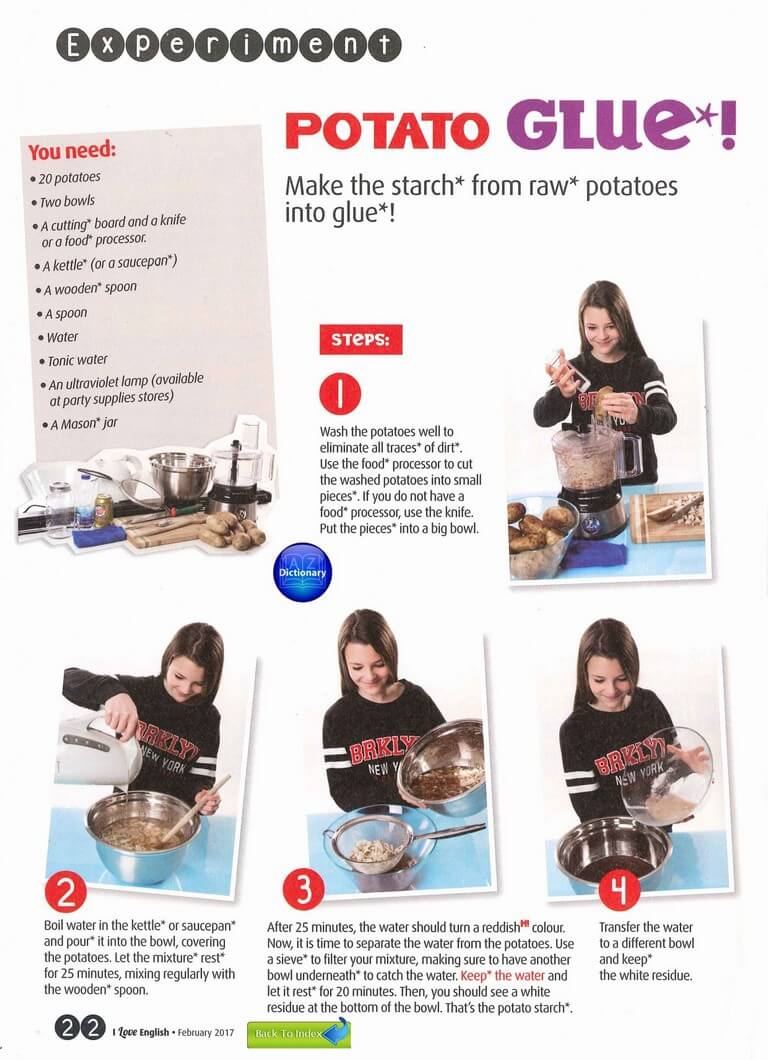 Experiment
POTATO GLUe*!
Make the starch* from raw* potatoes
into glue*!
You need:
• 20 potatoes
• Two bowls
• A cutting* board and a knife
or a food* processor.
• A kettle* (or a saucepan*)
• A wooden* spoon
• A spoon
• Water
• Tonic water
• An ultraviolet lamp (available
at party supplies stores)
• A Mason* jar
STePS:
1
Wash the potatoes well to
eliminate all traces* of dirt*.
Use the food* processor to cut
the washed potatoes into small
pieces*. If you do not have a
food* processor, use the knife.
Put the pieces* into a big bowl.
A Z
Dictionary
BRKLYN
NEW YORK
BRKLYN
NEW YORK
BRKLYN
NEW YORK
2
Boil water in the kettle* or saucepan*
and pour* it into the bowl, covering
the potatoes. Let the mixture* rest*
for 25 minutes, mixing regularly with
the wooden* spoon.
3
After 25 minutes, the water should turn a reddish colour.
Now, it is time to separate the water from the potatoes. Use
a sieve* to filter your mixture, making sure to have another
bowl underneath* to catch the water. Keep* the water and
let it rest* for 20 minutes. Then, you should see a white
residue at the bottom of the bowl. That's the potato starch*.
4
Transfer the water
to a different bowl
and keep*
the white residue.
22 I Love English • February 2017
Back To Index